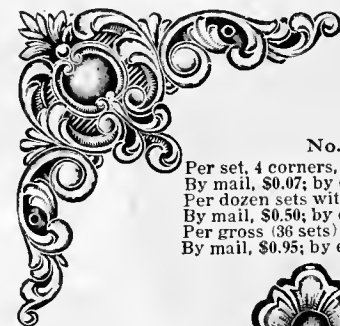 No.
Per set, 4 corners,
By mail, $0.07; by
Per dozen sets wit
By mail, $0.50; by
Per gross (36 sets)
By mail, $0.95; by e